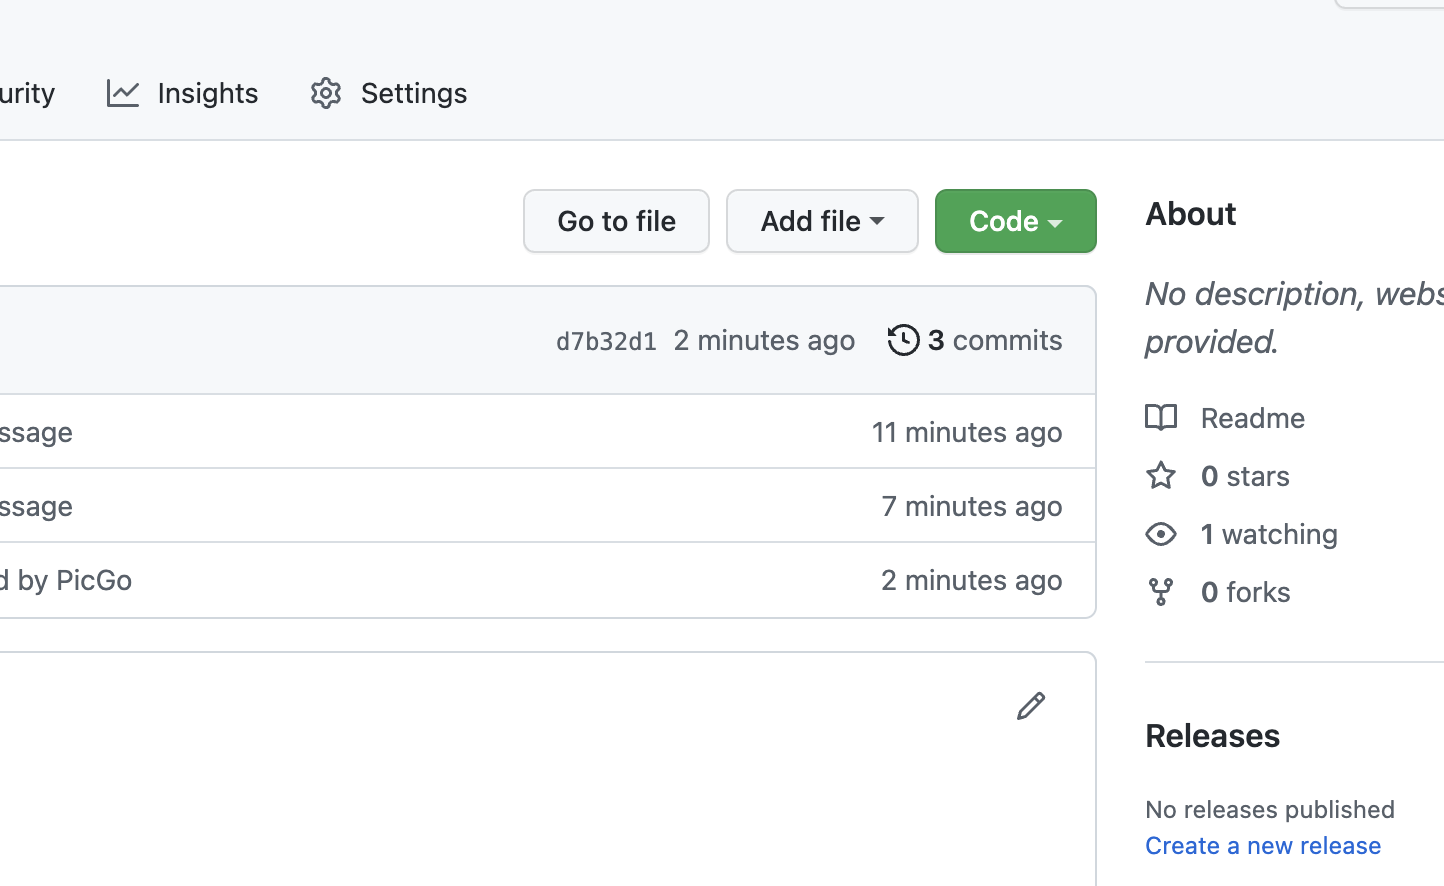 urity Insights Settings
Go to file Add file Code
About
No description, webs
provided.
d7b32d1 2 minutes ago 3 commits
ssage 11 minutes ago
ssage 7 minutes ago
d by PicGo 2 minutes ago
Readme
0 stars
1 watching
0 forks
Releases
No releases published
Create a new release